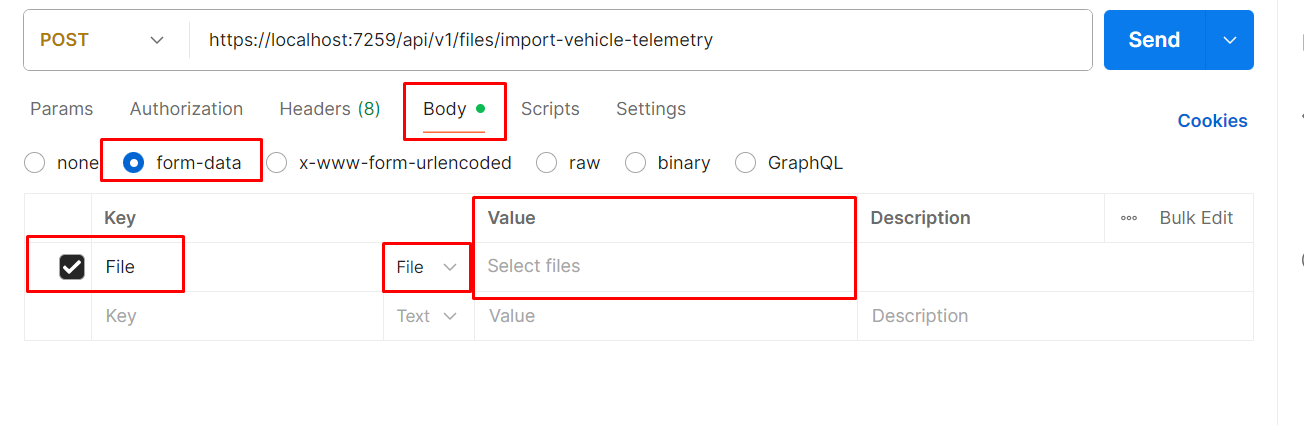 POST https://localhost:7259/api/v1/files/import-vehicle-telemetry Send
Params Authorization Headers (8) Body Scripts Settings
Cookies
none form-data x-www-form-urlencoded raw binary GraphQL
Key Value Description Bulk Edit
File File Select files
Key Text Value Description